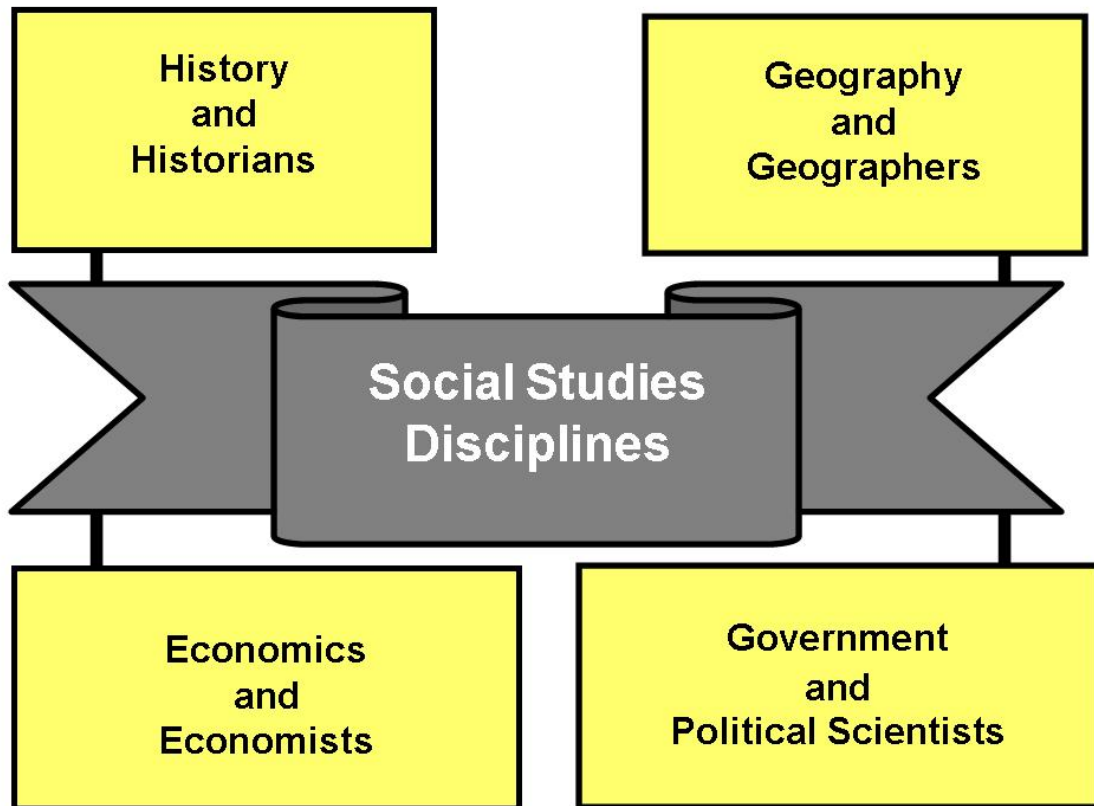 History
and
Historians
Geography
and
Geographers
Social Studies
Disciplines
Economics
and
Economists
Government
and
Political Scientists